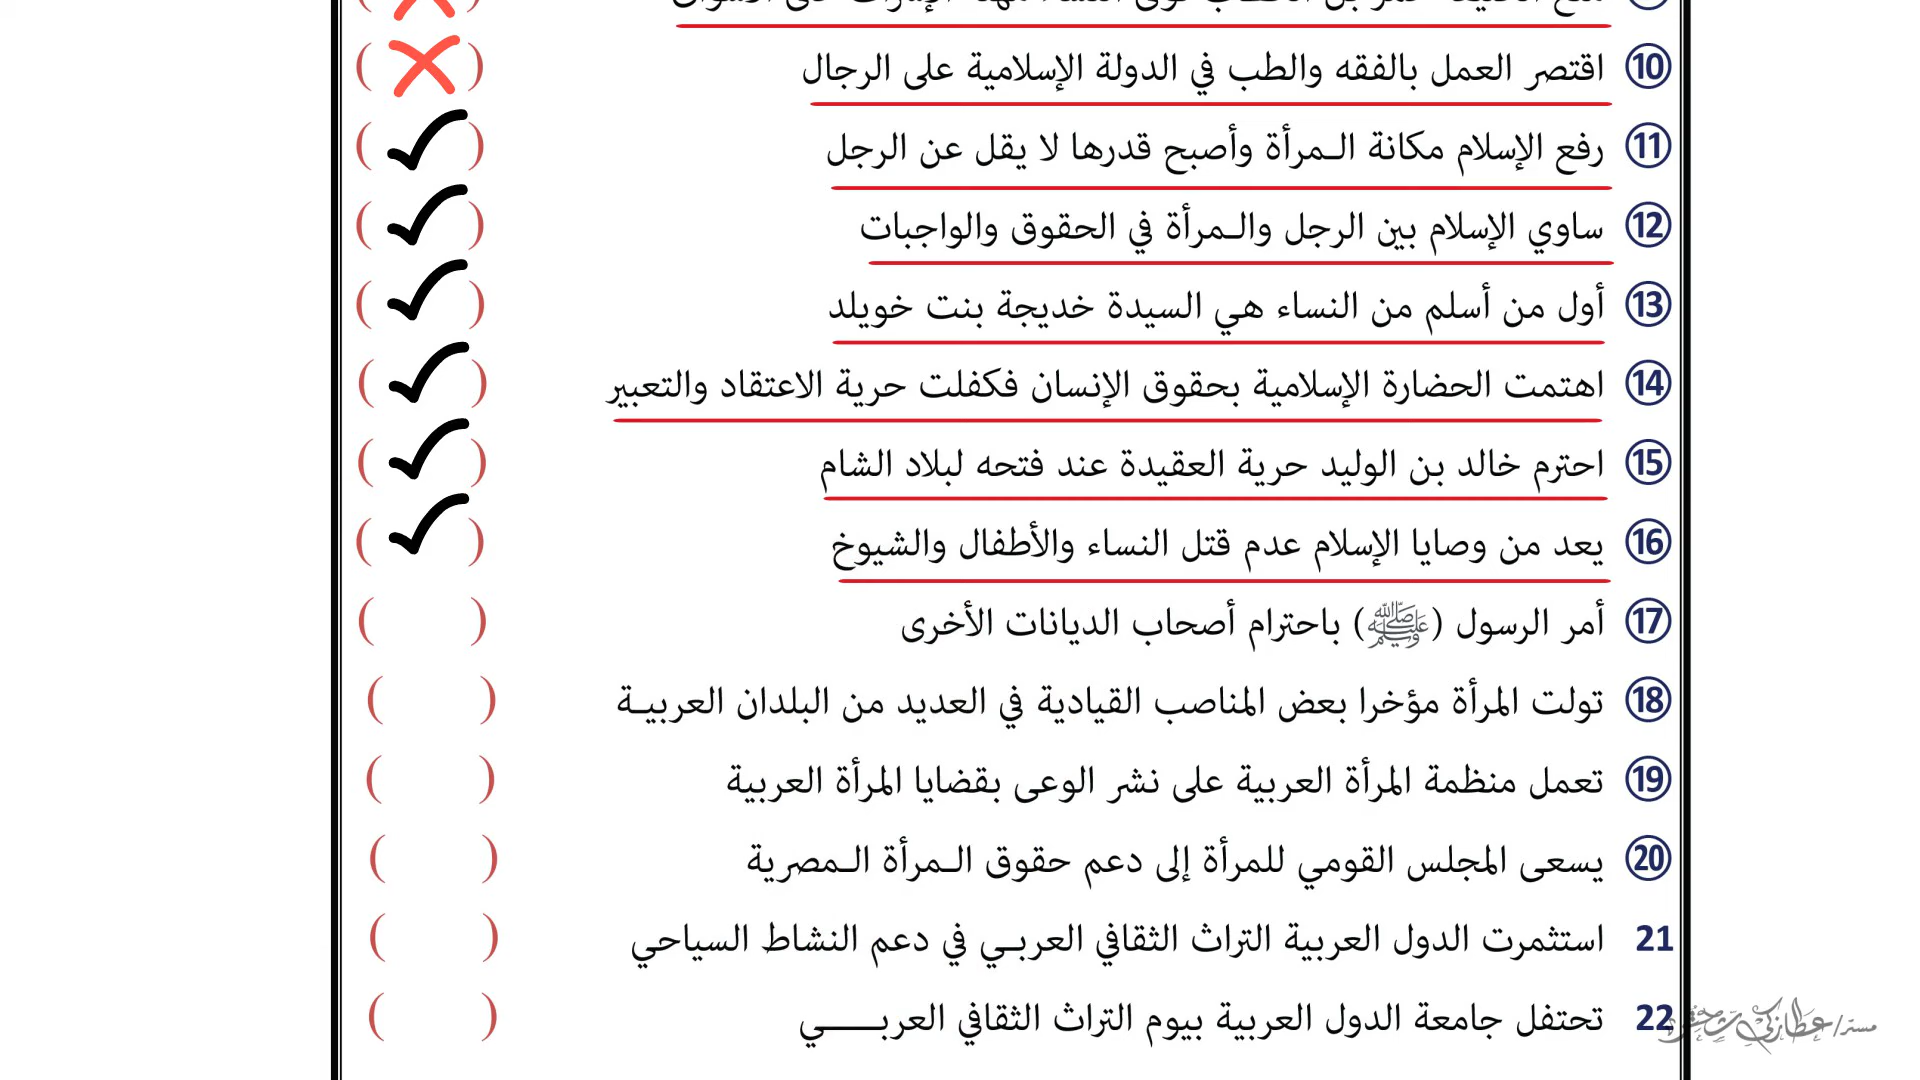 ⑩ اقتصر العمل بالفقه والطب في الدولة الإسلامية على الرجال ( ✗ )
⑪ رفع الإسلام مكانة الـمرأة وأصبح قدرها لا يقل عن الرجل ( ✓ )
⑫ ساوي الإسلام بين الرجل والـمرأة في الحقوق والواجبات ( ✓ )
⑬ أول من أسلم من النساء هي السيدة خديجة بنت خويلد ( ✓ )
⑭ اهتمت الحضارة الإسلامية بحقوق الإنسان فكفلت حرية الاعتقاد والتعبير ( ✓ )
⑮ احترم خالد بن الوليد حرية العقيدة عند فتحه لبلاد الشام ( ✓ )
⑯ يعد من وصايا الإسلام عدم قتل النساء والأطفال والشيوخ ( ✓ )
⑰ أمر الرسول (ﷺ) باحترام أصحاب الديانات الأخرى ( )
⑱ تولت المرأة مؤخرا بعض المناصب القيادية في العديد من البلدان العربيـة ( )
⑲ تعمل منظمة المرأة العربية على نشر الوعى بقضايا المرأة العربية ( )
⑳ يسعى المجلس القومي للمرأة إلى دعم حقوق الـمرأة الـمصرية ( )
21 استثمرت الدول العربية التراث الثقافي العربـي في دعم النشاط السياحي ( )
22 تحتفل جامعة الدول العربية بيوم التراث الثقافي العربـــــي ( )
مستر/